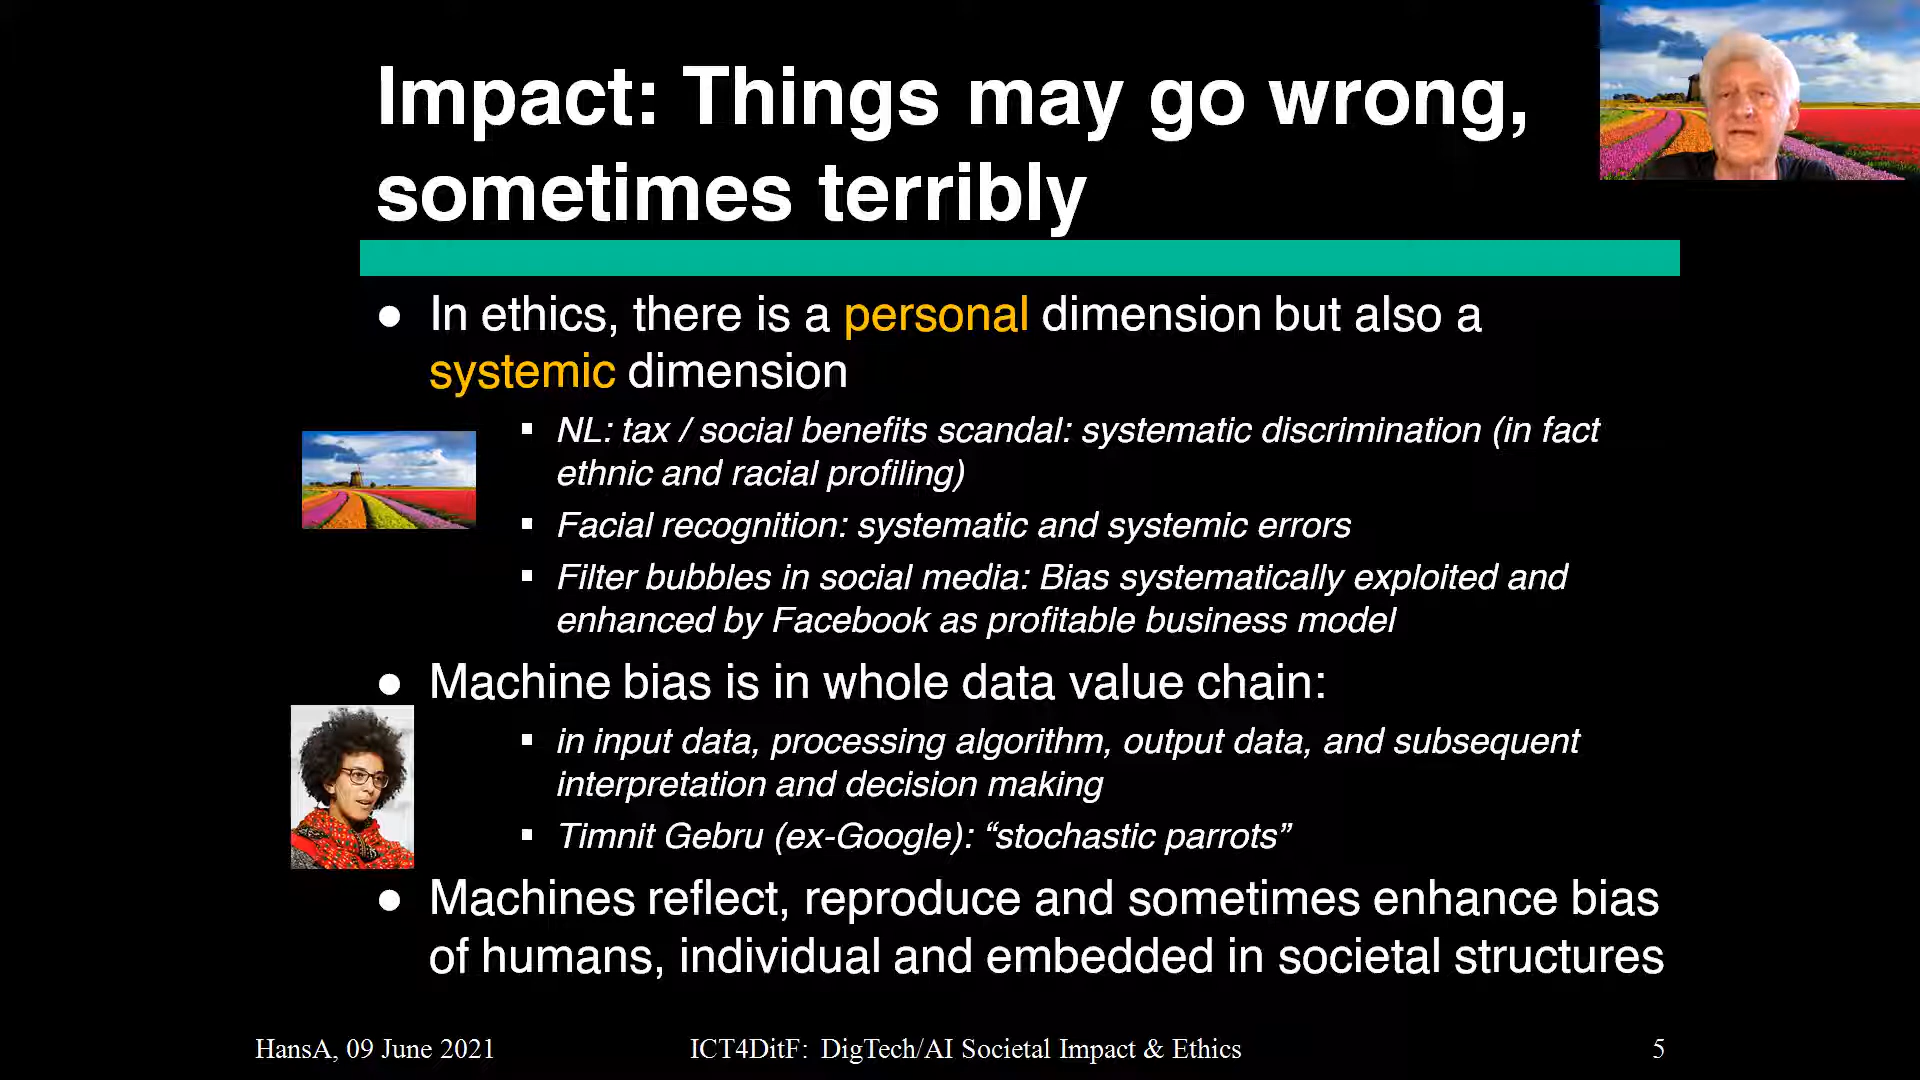 Impact: Things may go wrong,
sometimes terribly
● In ethics, there is a personal dimension but also a
systemic dimension
▪ NL: tax / social benefits scandal: systematic discrimination (in fact
ethnic and racial profiling)
▪ Facial recognition: systematic and systemic errors
▪ Filter bubbles in social media: Bias systematically exploited and
enhanced by Facebook as profitable business model
● Machine bias is in whole data value chain:
▪ in input data, processing algorithm, output data, and subsequent
interpretation and decision making
▪ Timnit Gebru (ex-Google): “stochastic parrots”
● Machines reflect, reproduce and sometimes enhance bias
of humans, individual and embedded in societal structures
HansA, 09 June 2021
ICT4DitF: DigTech/AI Societal Impact & Ethics
5